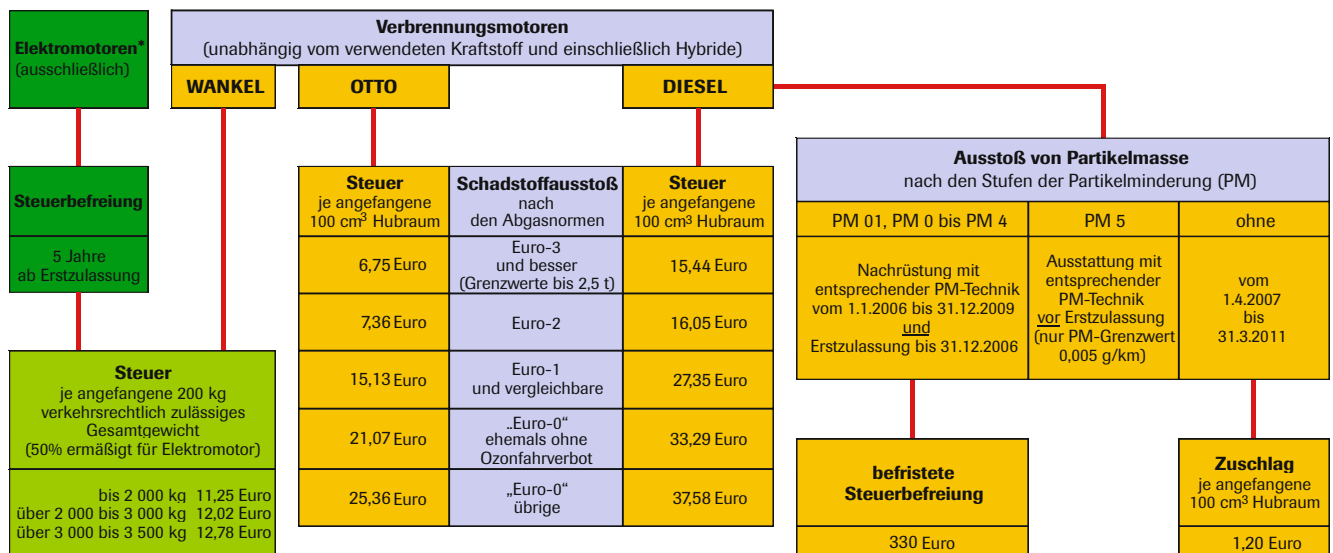 Elektromotoren*
(ausschließlich)
Verbrennungsmotoren
(unabhängig vom verwendeten Kraftstoff und einschließlich Hybride)
WANKEL
OTTO
DIESEL
Steuerbefreiung
5 Jahre
ab Erstzulassung
Steuer
je angefangene 200 kg
verkehrsrechtlich zulässiges
Gesamtgewicht
(50% ermäßigt für Elektromotor)
bis 2 000 kg 11,25 Euro
über 2 000 bis 3 000 kg 12,02 Euro
über 3 000 bis 3 500 kg 12,78 Euro
Steuer
je angefangene
100 cm³ Hubraum
Schadstoffausstoß
nach
den Abgasnormen
Steuer
je angefangene
100 cm³ Hubraum
6,75 Euro
Euro-3
und besser
(Grenzwerte bis 2,5 t)
15,44 Euro
7,36 Euro
Euro-2
16,05 Euro
15,13 Euro
Euro-1
und vergleichbare
27,35 Euro
21,07 Euro
„Euro-0“
ehemals ohne
Ozonfahrverbot
33,29 Euro
25,36 Euro
„Euro-0“
übrige
37,58 Euro
Ausstoß von Partikelmasse
nach den Stufen der Partikelminderung (PM)
PM 01, PM 0 bis PM 4
PM 5
ohne
Nachrüstung mit
entsprechender PM-Technik
vom 1.1.2006 bis 31.12.2009
und
Erstzulassung bis 31.12.2006
Ausstattung mit
entsprechender
PM-Technik
vor Erstzulassung
(nur PM-Grenzwert
0,005 g/km)
vom
1.4.2007
bis
31.3.2011
befristete
Steuerbefreiung
330 Euro
Zuschlag
je angefangene
100 cm³ Hubraum
1,20 Euro